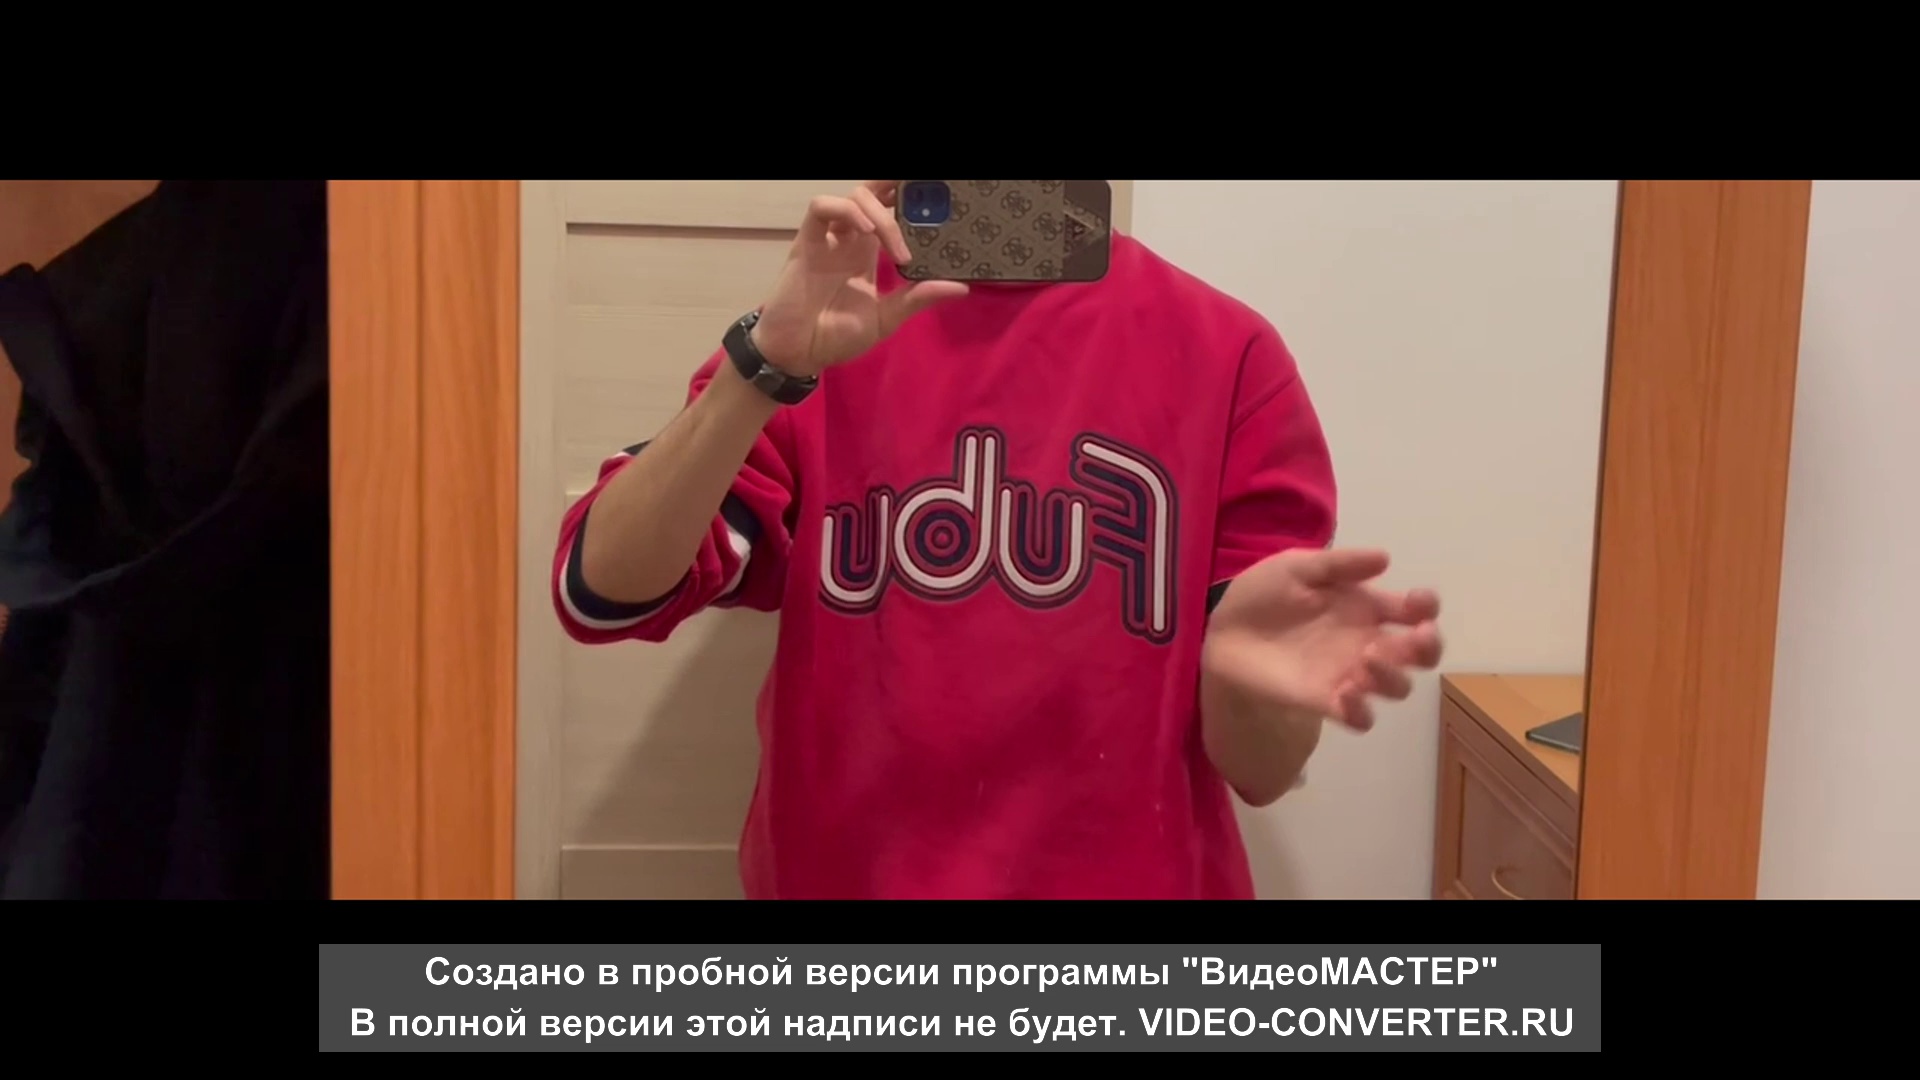 Fubu
Создано в пробной версии программы "ВидеоМАСТЕР"
В полной версии этой надписи не будет. VIDEO-CONVERTER.RU